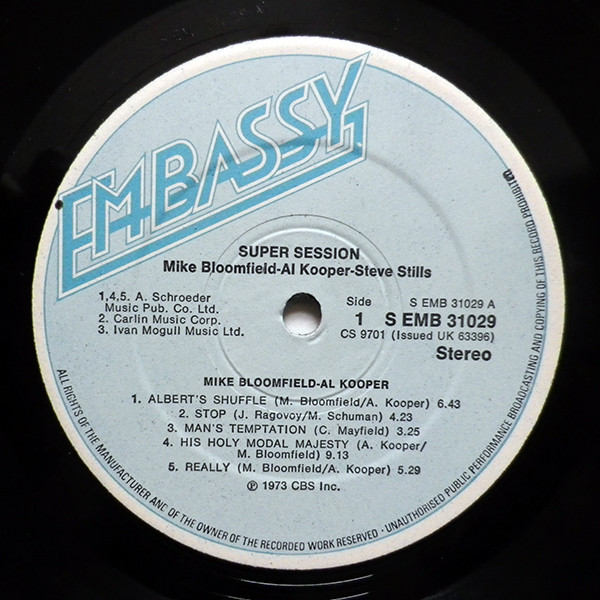 EMBASSY
SUPER SESSION
Mike Bloomfield-Al Kooper-Steve Stills
1,4,5. A. Schroeder
Music Pub. Co. Ltd.
2. Carlin Music Corp.
3. Ivan Mogull Music Ltd.
Side
1
S EMB 31029 A
S EMB 31029
CS 9701 (Issued UK 63396)
Stereo
MIKE BLOOMFIELD-AL KOOPER
1. ALBERT'S SHUFFLE (M. Bloomfield/A. Kooper) 6.43
2. STOP (J. Ragovoy/M. Schuman) 4.23
3. MAN'S TEMPTATION (C. Mayfield) 3.25
4. HIS HOLY MODAL MAJESTY (A. Kooper/
M. Bloomfield) 9.13
5. REALLY (M. Bloomfield/A. Kooper) 5.29
℗ 1973 CBS Inc.
ALL RIGHTS OF THE MANUFACTURER AND OF THE OWNER OF THE RECORDED WORK RESERVED · UNAUTHORISED PUBLIC PERFORMANCE BROADCASTING AND COPYING OF THIS RECORD PROHIBITED